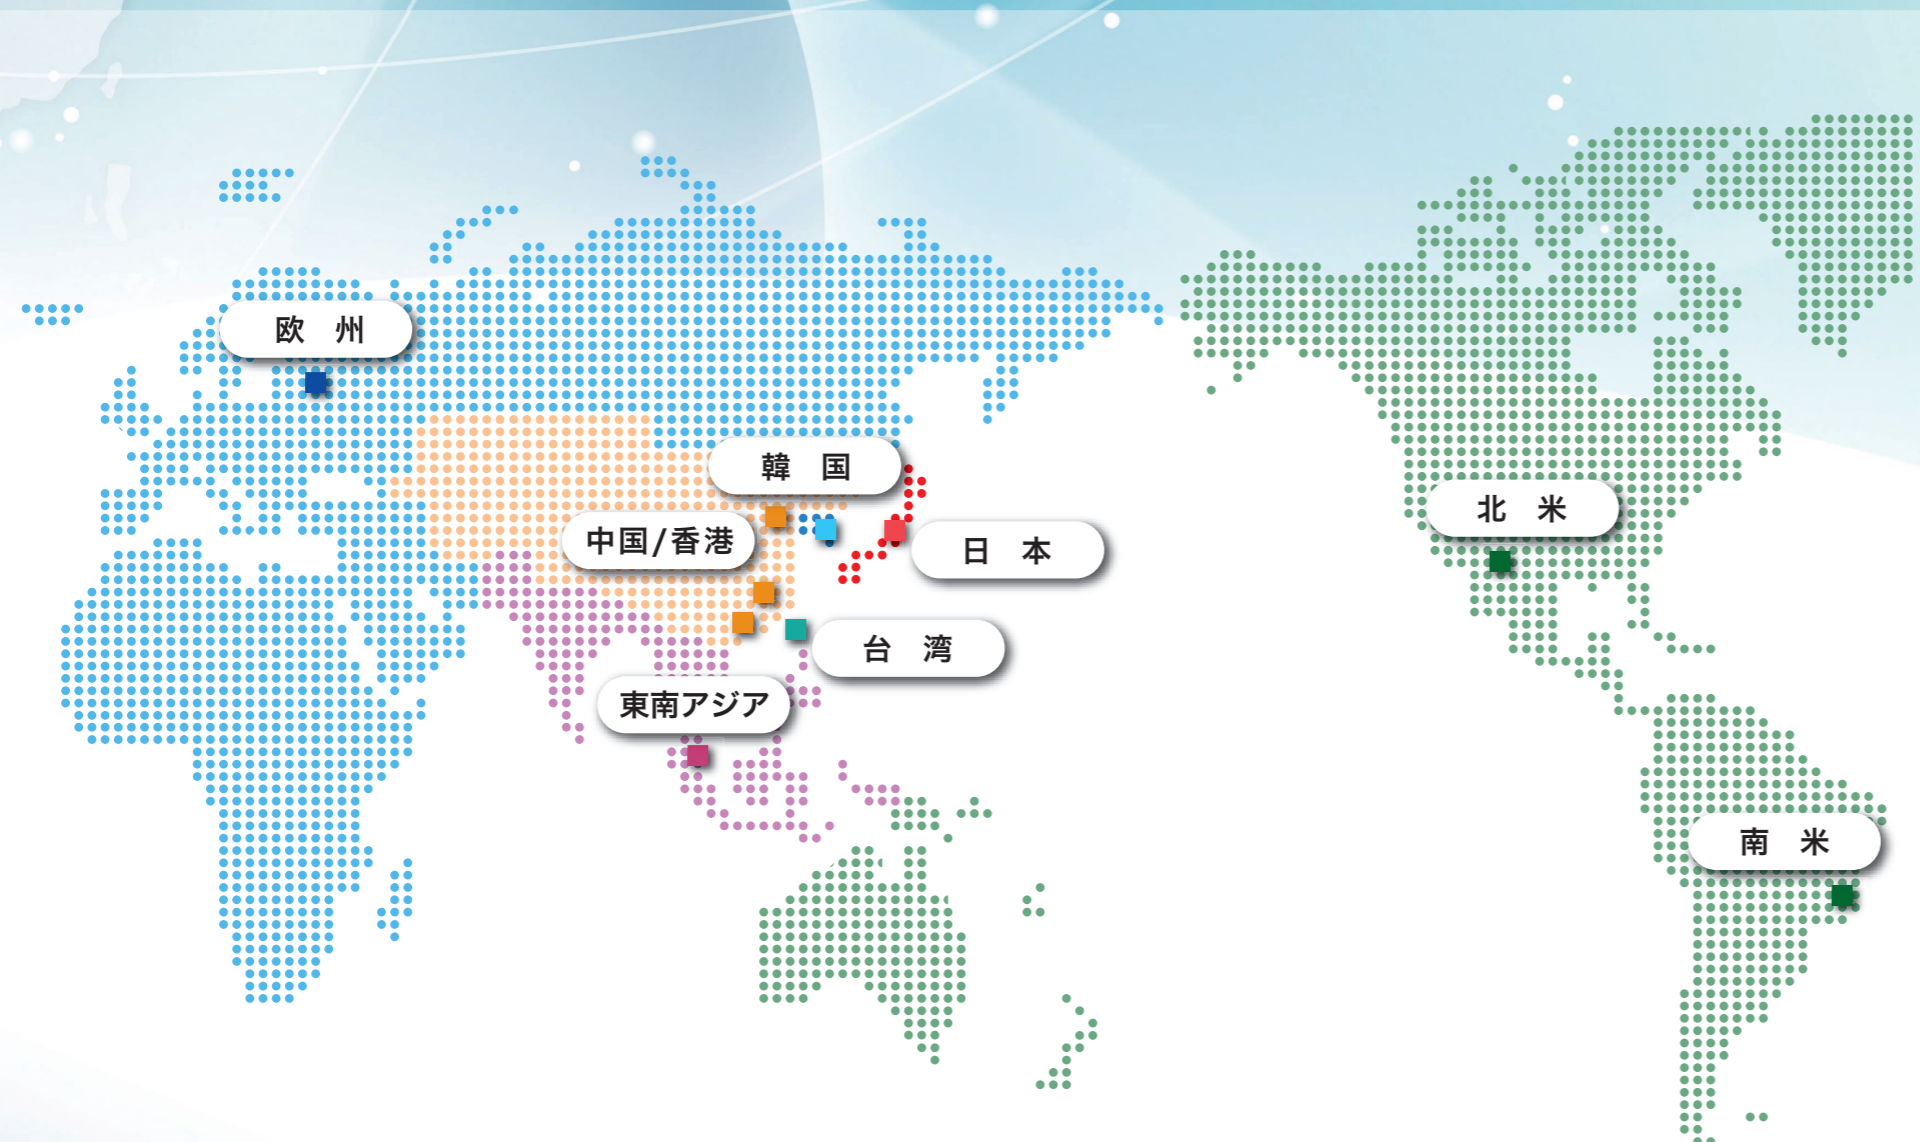 欧　州
韓　国
北　米
中国/香港
日　本
台　湾
東南アジア
南　米